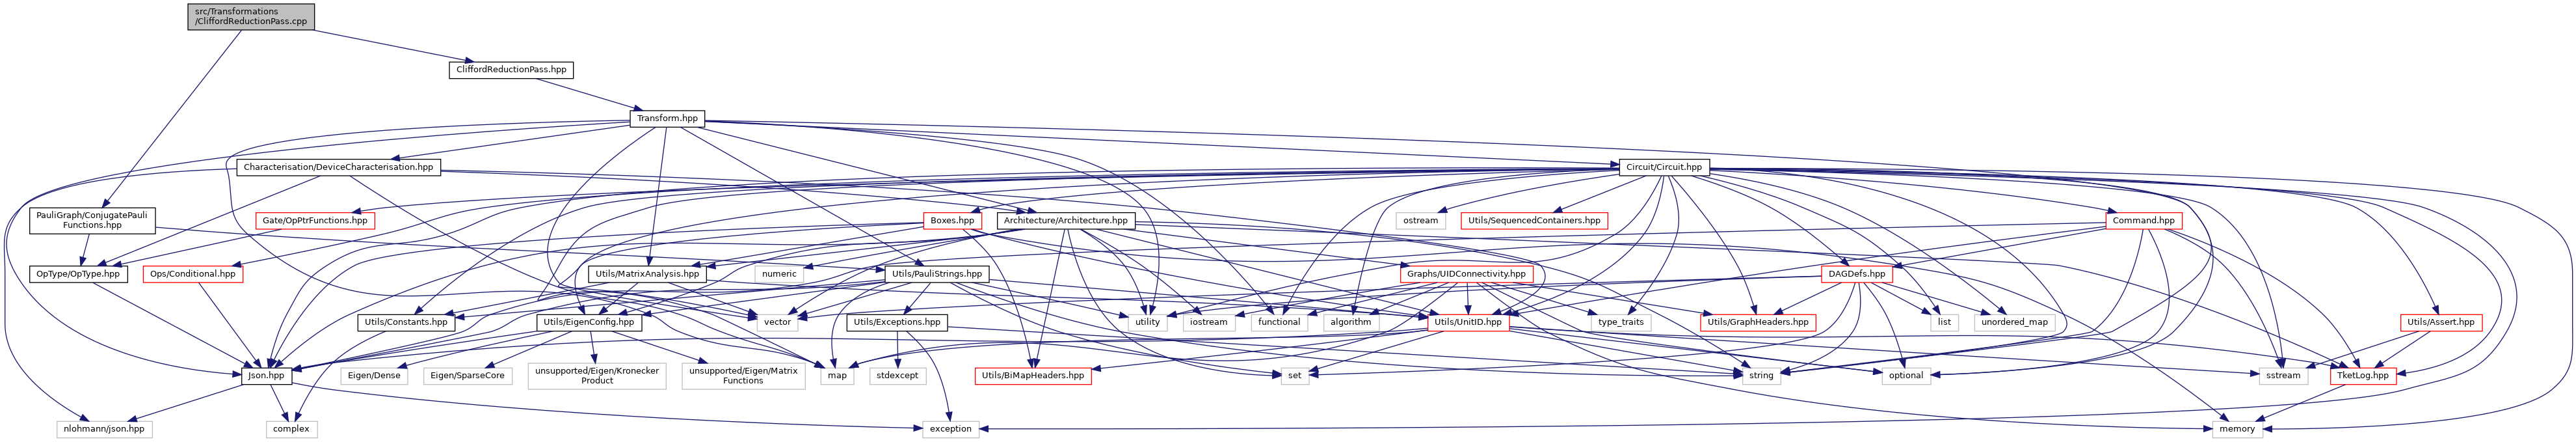 src/Transformations
/CliffordReductionPass.cpp
CliffordReductionPass.hpp
Transform.hpp
Characterisation/DeviceCharacterisation.hpp
Circuit/Circuit.hpp
PauliGraph/ConjugatePauli
Functions.hpp
Gate/OpPtrFunctions.hpp
Boxes.hpp
Architecture/Architecture.hpp
ostream
Utils/SequencedContainers.hpp
Command.hpp
OpType/OpType.hpp
Ops/Conditional.hpp
Utils/MatrixAnalysis.hpp
numeric
Utils/PauliStrings.hpp
Graphs/UIDConnectivity.hpp
DAGDefs.hpp
Utils/Constants.hpp
Utils/EigenConfig.hpp
vector
Utils/Exceptions.hpp
utility
iostream
functional
algorithm
Utils/UnitID.hpp
type_traits
Utils/GraphHeaders.hpp
list
unordered_map
Utils/Assert.hpp
Json.hpp
Eigen/Dense
Eigen/SparseCore
unsupported/Eigen/Kronecker
Product
unsupported/Eigen/Matrix
Functions
map
stdexcept
Utils/BiMapHeaders.hpp
set
string
optional
sstream
TketLog.hpp
nlohmann/json.hpp
complex
exception
memory